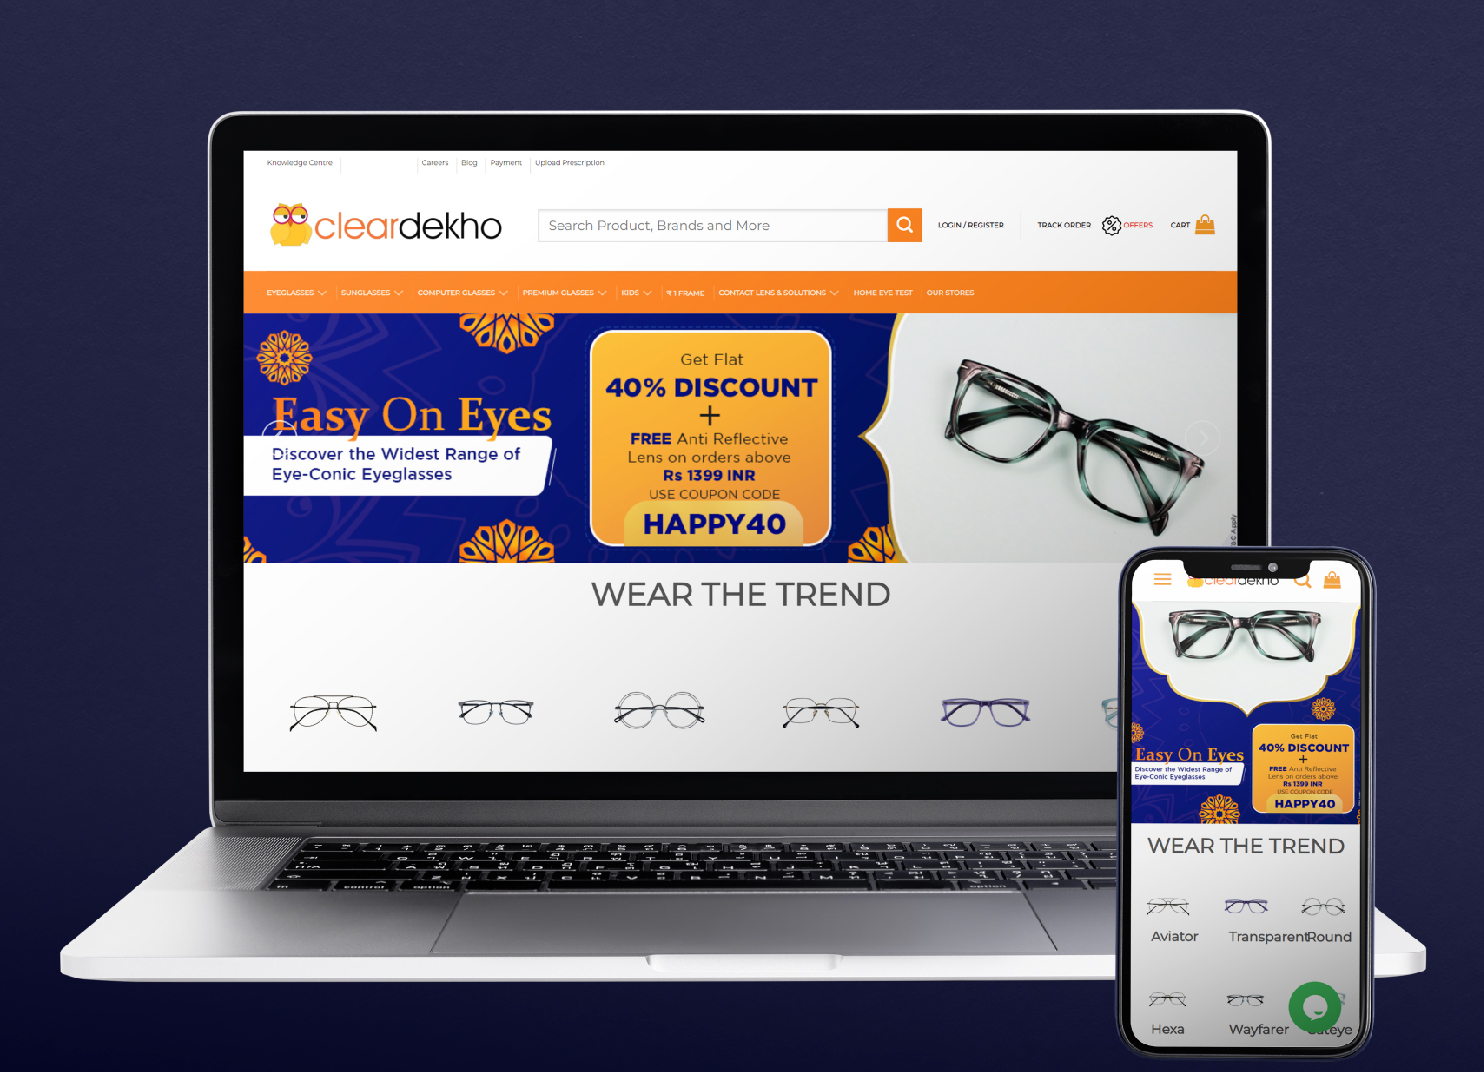 Knowledge Centre
Careers
Blog
Payment
Upload Prescription
cleardekho
Search Product, Brands and More
LOGIN / REGISTER
TRACK ORDER
OFFERS
CART
EYEGLASSES
SUNGLASSES
COMPUTER GLASSES
PREMIUM GLASSES
KIDS
₹ 1 FRAME
CONTACT LENS & SOLUTIONS
HOME EYE TEST
OUR STORES
Easy On Eyes
Discover the Widest Range of
Eye-Conic Eyeglasses
Get Flat
40% DISCOUNT
+
FREE Anti Reflective
Lens on orders above
Rs 1399 INR
USE COUPON CODE
HAPPY40
WEAR THE TREND
control
option
option
cleardekho
Easy On Eyes
Discover the Widest Range of
Eye-Conic Eyeglasses
Get Flat
40% DISCOUNT
+
FREE Anti Reflective
Lens on orders above
Rs 1399 INR
USE COUPON CODE
HAPPY40
WEAR THE TREND
Aviator
Transparent
Round
Hexa
Wayfarer
Cateye